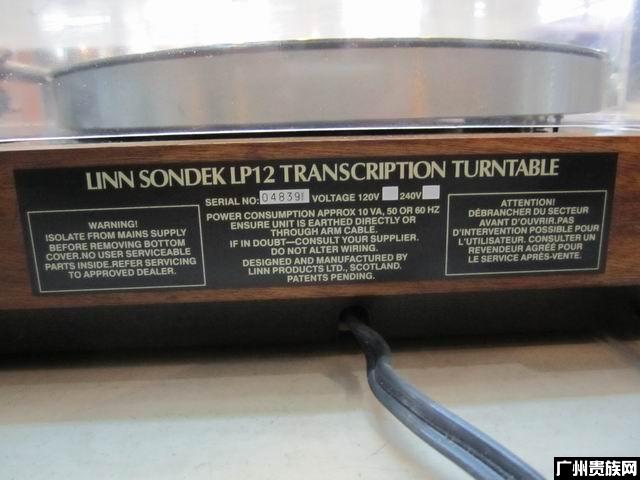 LINN SONDEK LP12 TRANSCRIPTION TURNTABLE
SERIAL NO: 048391 VOLTAGE 120V 240V
WARNING!
ISOLATE FROM MAINS SUPPLY
BEFORE REMOVING BOTTOM
COVER.NO USER SERVICEABLE
PARTS INSIDE.REFER SERVICING
TO APPROVED DEALER.
POWER CONSUMPTION APPROX 10 VA, 50 OR 60 HZ
ENSURE UNIT IS EARTHED DIRECTLY OR
THROUGH ARM CABLE.
IF IN DOUBT—CONSULT YOUR SUPPLIER.
DO NOT ALTER WIRING.
DESIGNED AND MANUFACTURED BY
LINN PRODUCTS LTD., SCOTLAND.
PATENTS PENDING.
ATTENTION!
DÉBRANCHER DU SECTEUR
AVANT D'OUVRIR.PAS
D'INTERVENTION POSSIBLE POUR
L'UTILISATEUR. CONSULTER UN
REVENDEUR AGRÉÉ POUR
LE SERVICE APRÈS-VENTE.
广州贵族网